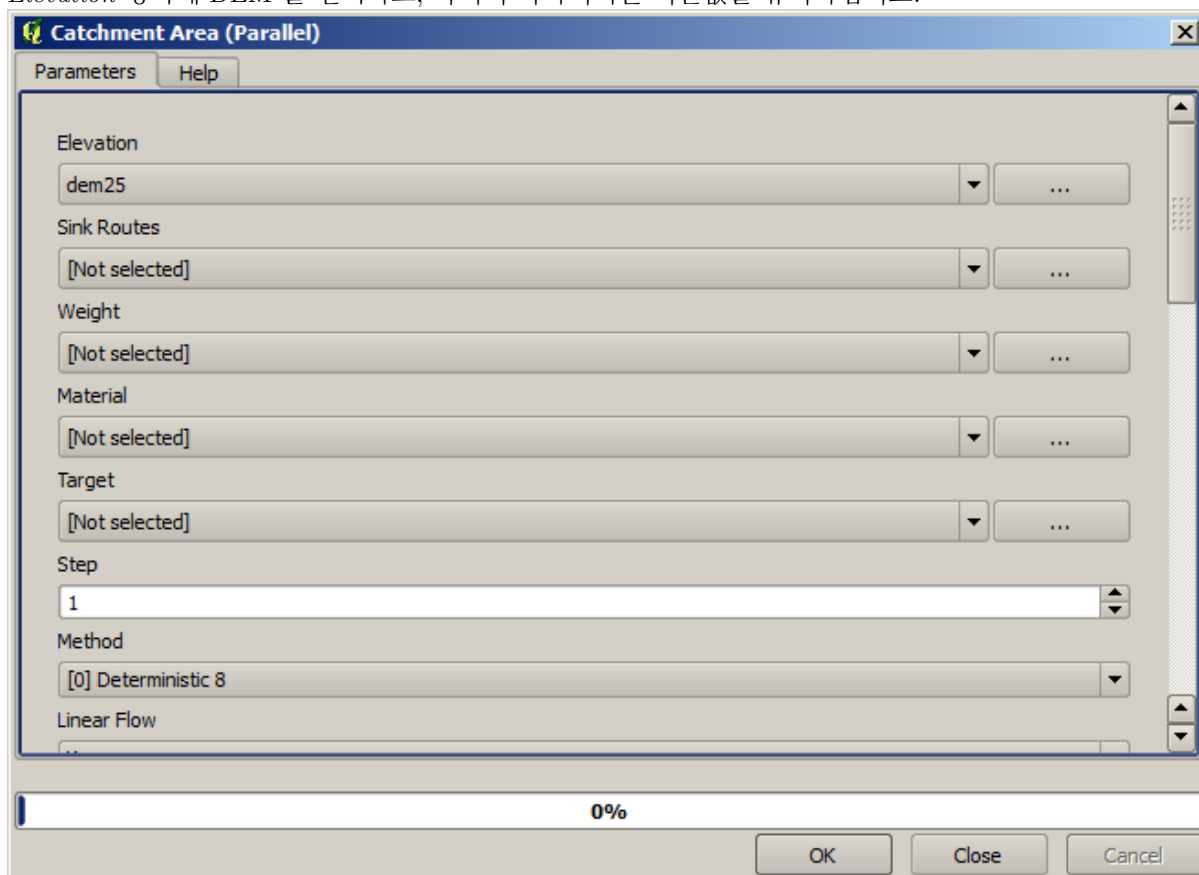 Catchment Area (Parallel)
Parameters Help
Elevation
dem25 ...
Sink Routes
[Not selected] ...
Weight
[Not selected] ...
Material
[Not selected] ...
Target
[Not selected] ...
Step
1
Method
[0] Deterministic 8
Linear Flow
0%
OK Close Cancel